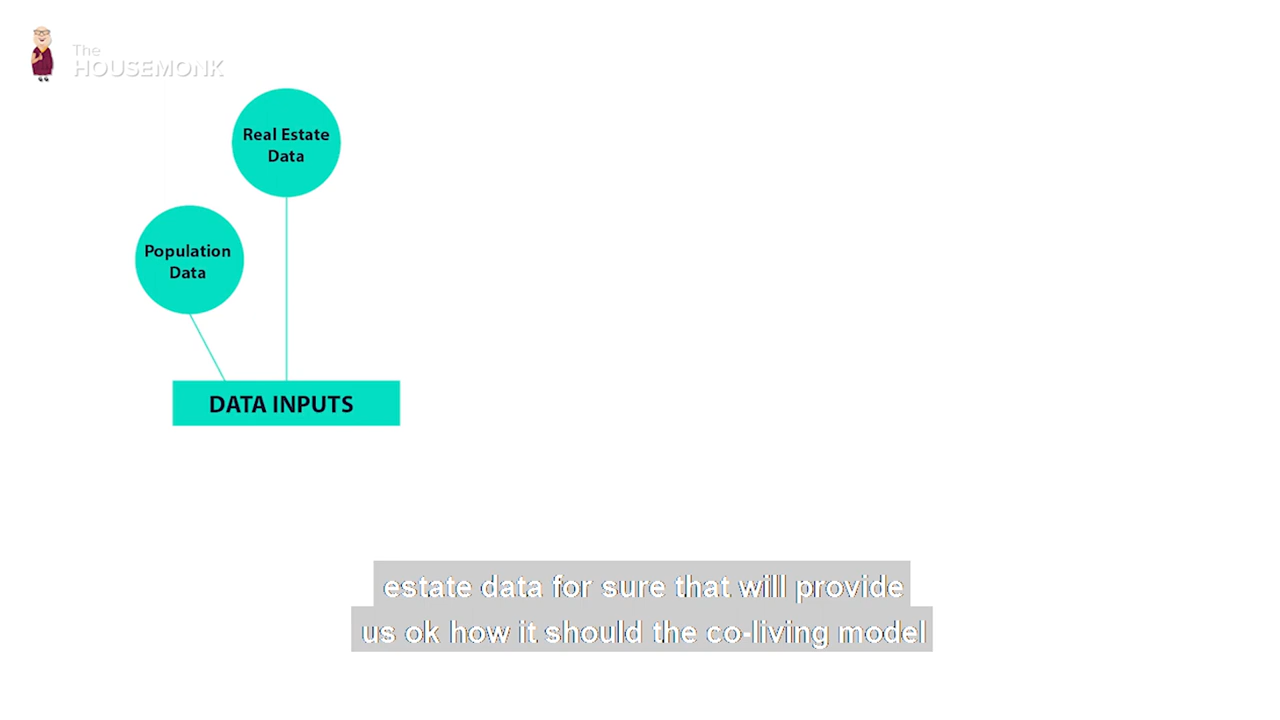 The
HOUSEMONK
Real Estate
Data
Population
Data
DATA INPUTS
estate data for sure that will provide
us ok how it should the co-living model